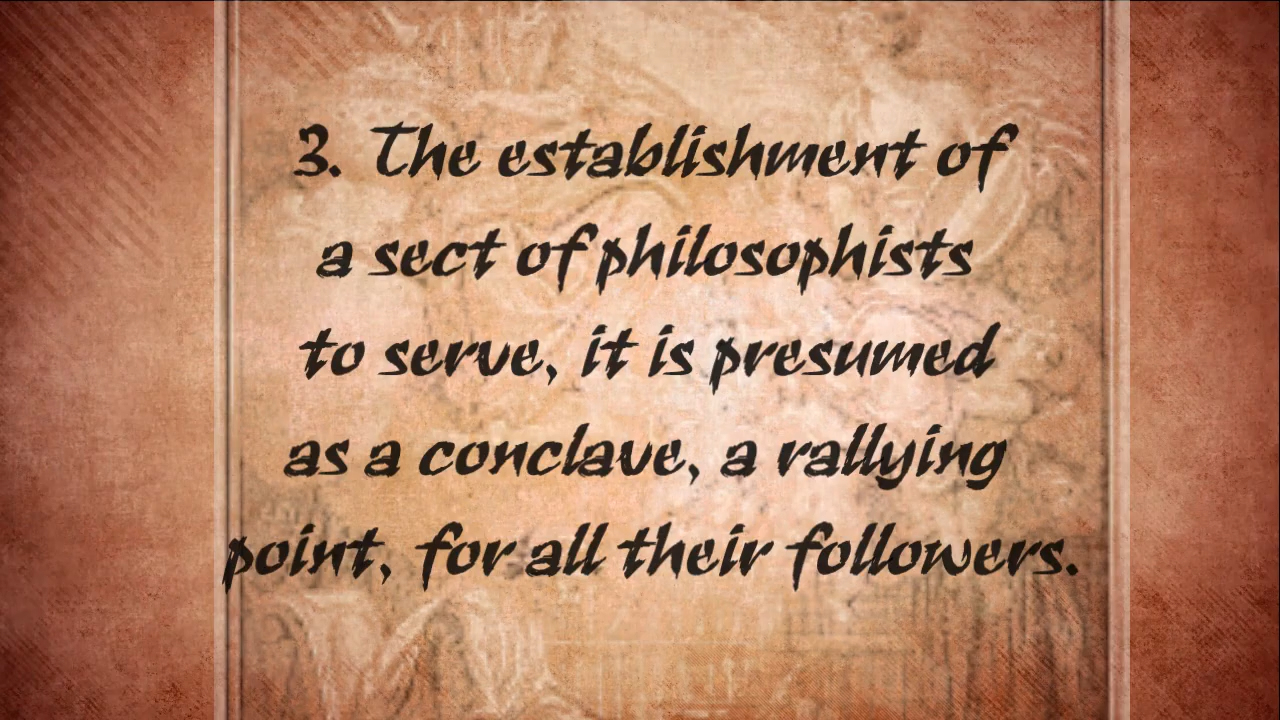 3. The establishment of
a sect of philosophists
to serve, it is presumed
as a conclave, a rallying
point, for all their followers.